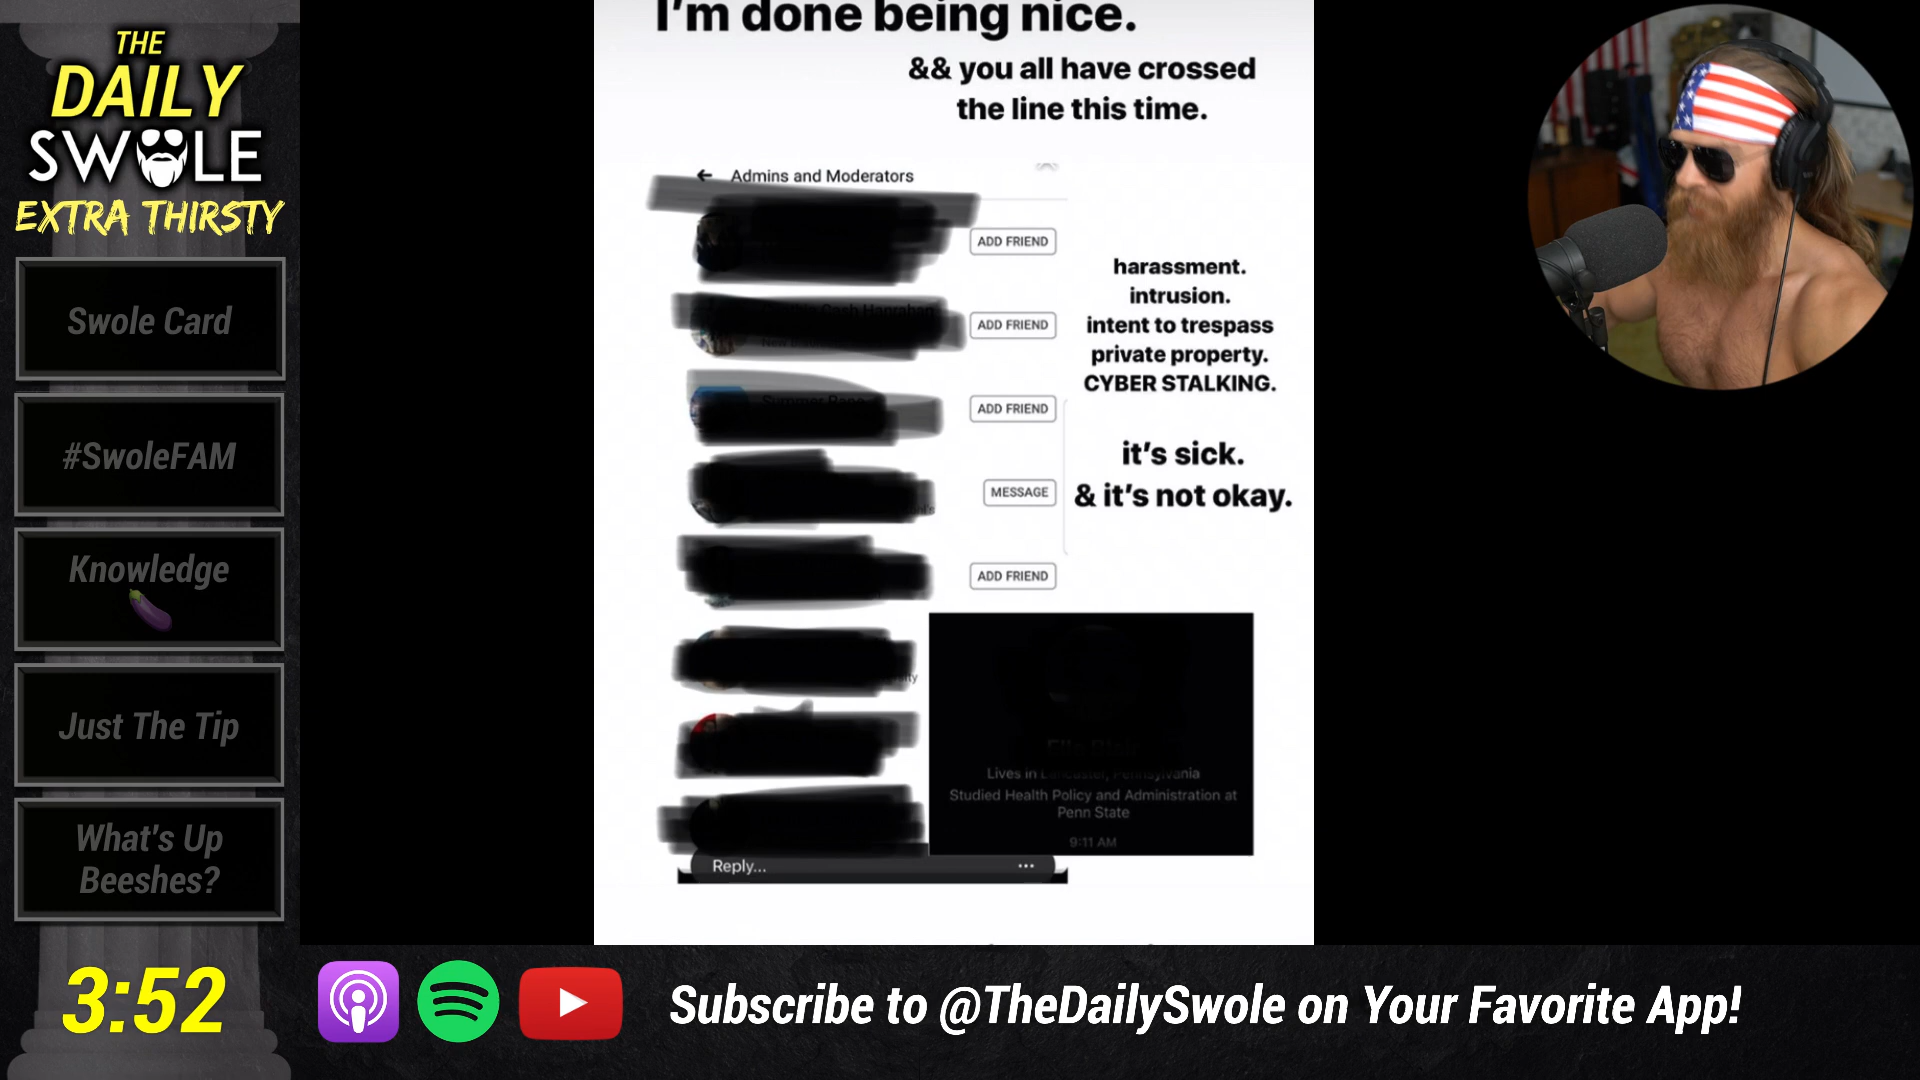 THE
DAILY
SWOLE
EXTRA THIRSTY
Swole Card
#SwoleFAM
Knowledge
Just The Tip
What's Up
Beeshes?
3:52
I'm done being nice.
&& you all have crossed
the line this time.
Admins and Moderators
ADD FRIEND
ADD FRIEND
ADD FRIEND
MESSAGE
ADD FRIEND
harassment.
intrusion.
intent to trespass
private property.
CYBER STALKING.
it's sick.
& it's not okay.
Lives in
Studied Health Policy and Administration at
Penn State
9:11 AM
Reply...
Subscribe to @TheDailySwole on Your Favorite App!